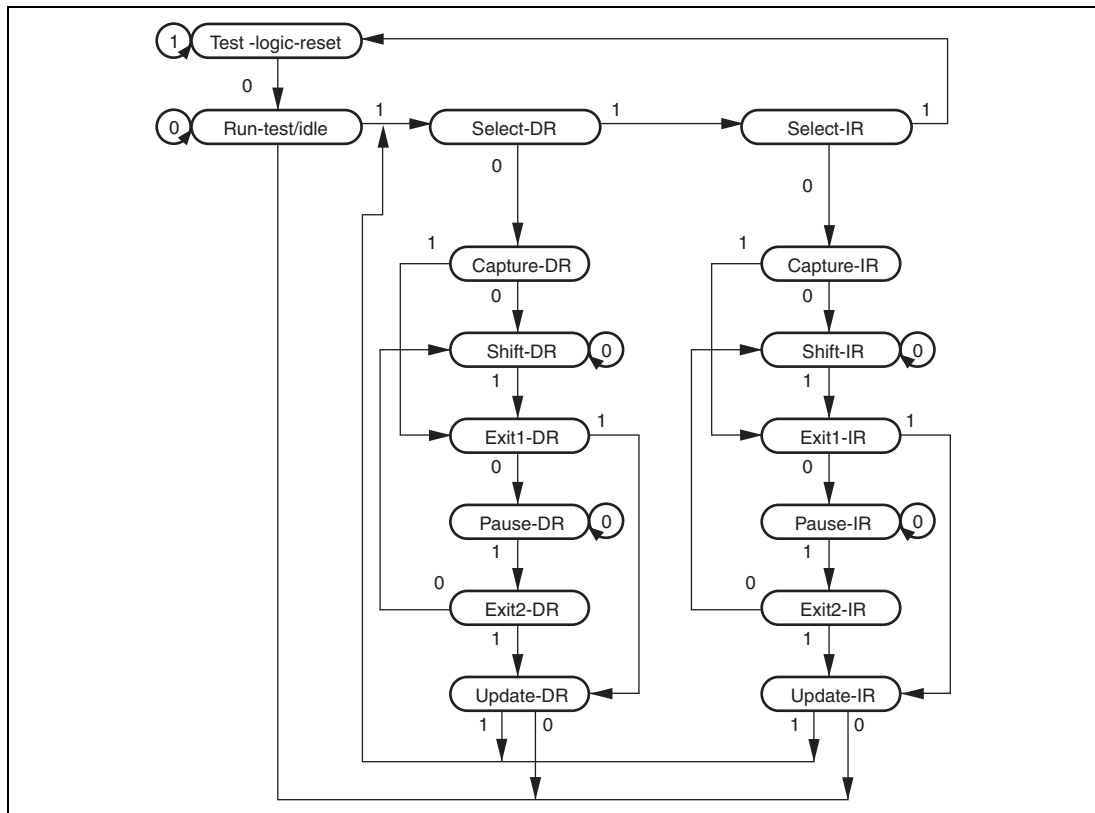 1 Test -logic-reset
0
0 Run-test/idle 1 Select-DR 1 Select-IR 1
0 0
1 1
Capture-DR Capture-IR
0 0
Shift-DR 0 Shift-IR 0
1 1
Exit1-DR 1 Exit1-IR 1
0 0
Pause-DR 0 Pause-IR 0
1 1
0 0
Exit2-DR Exit2-IR
1 1
Update-DR Update-IR
1 0 1 0